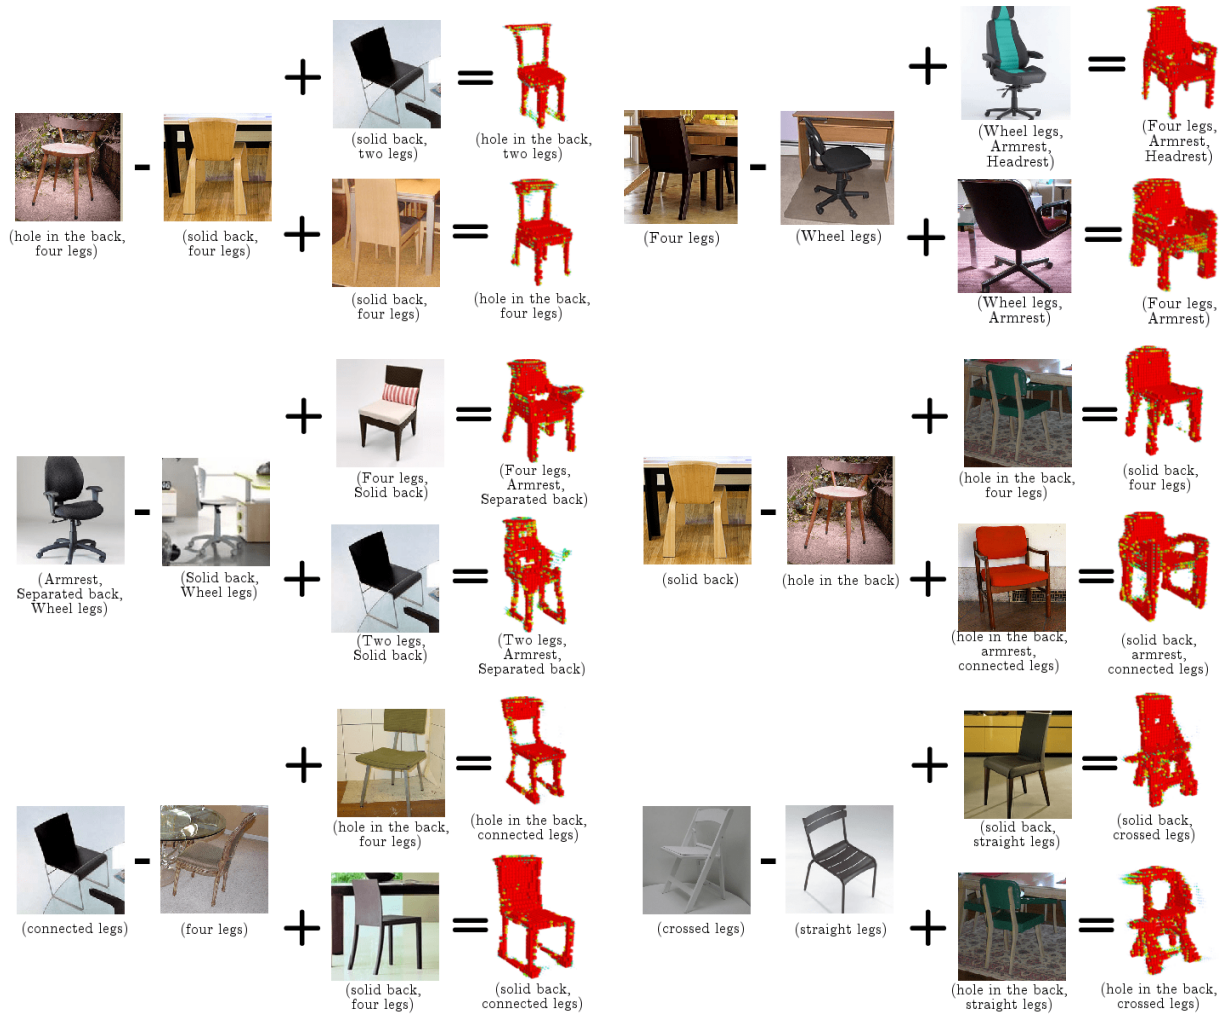 +
=
(solid back,
two legs)
(hole in the back,
two legs)
-
(hole in the back,
four legs)
(solid back,
four legs)
+
=
(solid back,
four legs)
(hole in the back,
four legs)
+
=
(Wheel legs,
Armrest,
Headrest)
(Four legs,
Armrest,
Headrest)
-
(Four legs)
(Wheel legs)
+
=
(Wheel legs,
Armrest)
(Four legs,
Armrest)
+
=
(Four legs,
Solid back)
(Four legs,
Armrest,
Separated back)
-
(Armrest,
Separated back,
Wheel legs)
(Solid back,
Wheel legs)
+
=
(Two legs,
Solid back)
(Two legs,
Armrest,
Separated back)
+
=
(hole in the back,
four legs)
(solid back,
four legs)
-
(solid back)
(hole in the back)
+
=
(hole in the back,
armrest,
connected legs)
(solid back,
armrest,
connected legs)
+
=
(hole in the back,
four legs)
(hole in the back,
connected legs)
-
(connected legs)
(four legs)
+
=
(solid back,
four legs)
(solid back,
connected legs)
+
=
(solid back,
straight legs)
(solid back,
crossed legs)
-
(crossed legs)
(straight legs)
+
=
(hole in the back,
straight legs)
(hole in the back,
crossed legs)